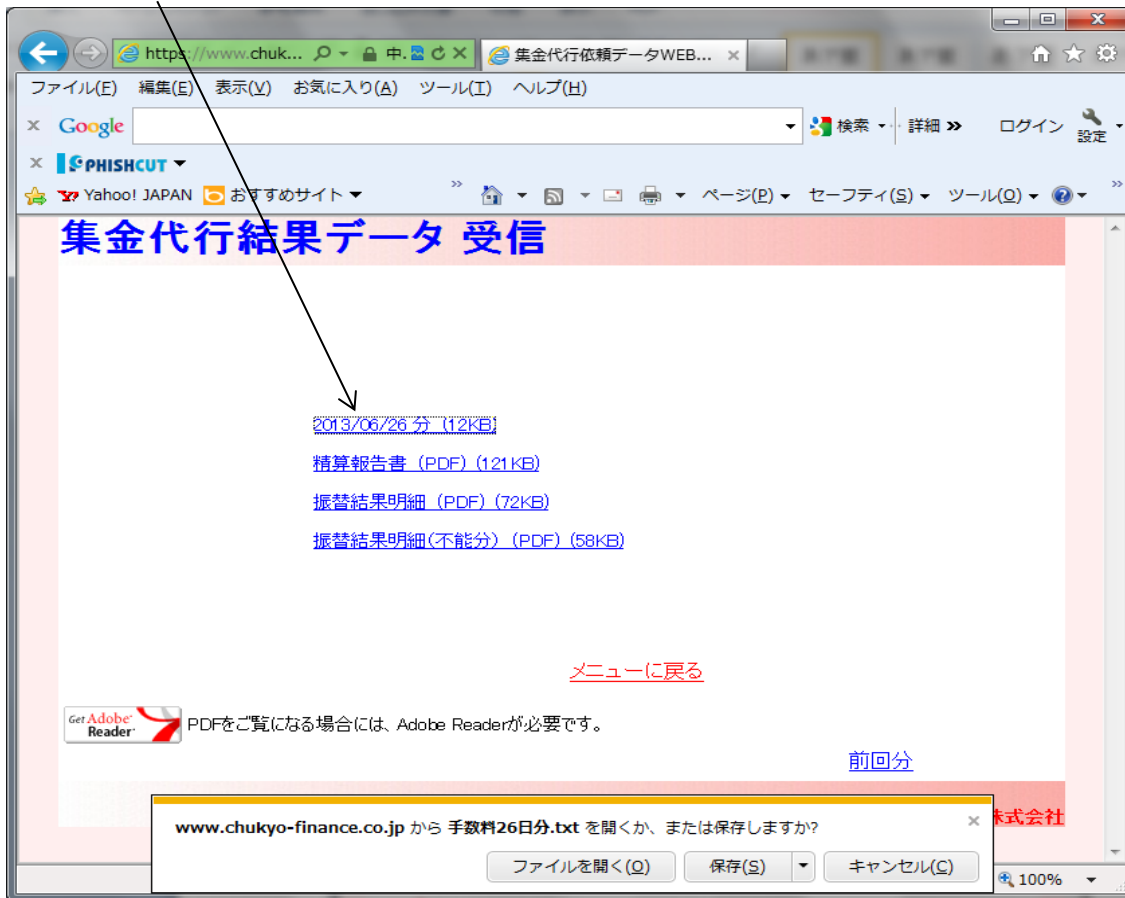 https://www.chuk... 中. 集金代行依頼データWEB...
ファイル(F) 編集(E) 表示(V) お気に入り(A) ツール(T) ヘルプ(H)
x Google 検索 詳細 » ログイン 設定
x PHISHCUT
Yahoo! JAPAN おすすめサイト » ページ(P) セーフティ(S) ツール(O) »
集金代行結果データ 受信
2013/06/26 分 (12KB)
精算報告書 (PDF) (121KB)
振替結果明細 (PDF) (72KB)
振替結果明細(不能分) (PDF) (58KB)
メニューに戻る
Get Adobe Reader PDFをご覧になる場合には、Adobe Readerが必要です。
前回分
株式会社
www.chukyo-finance.co.jp から 手数料26日分.txt を開くか、または保存しますか?
ファイルを開く(O) 保存(S) キャンセル(C)
100%